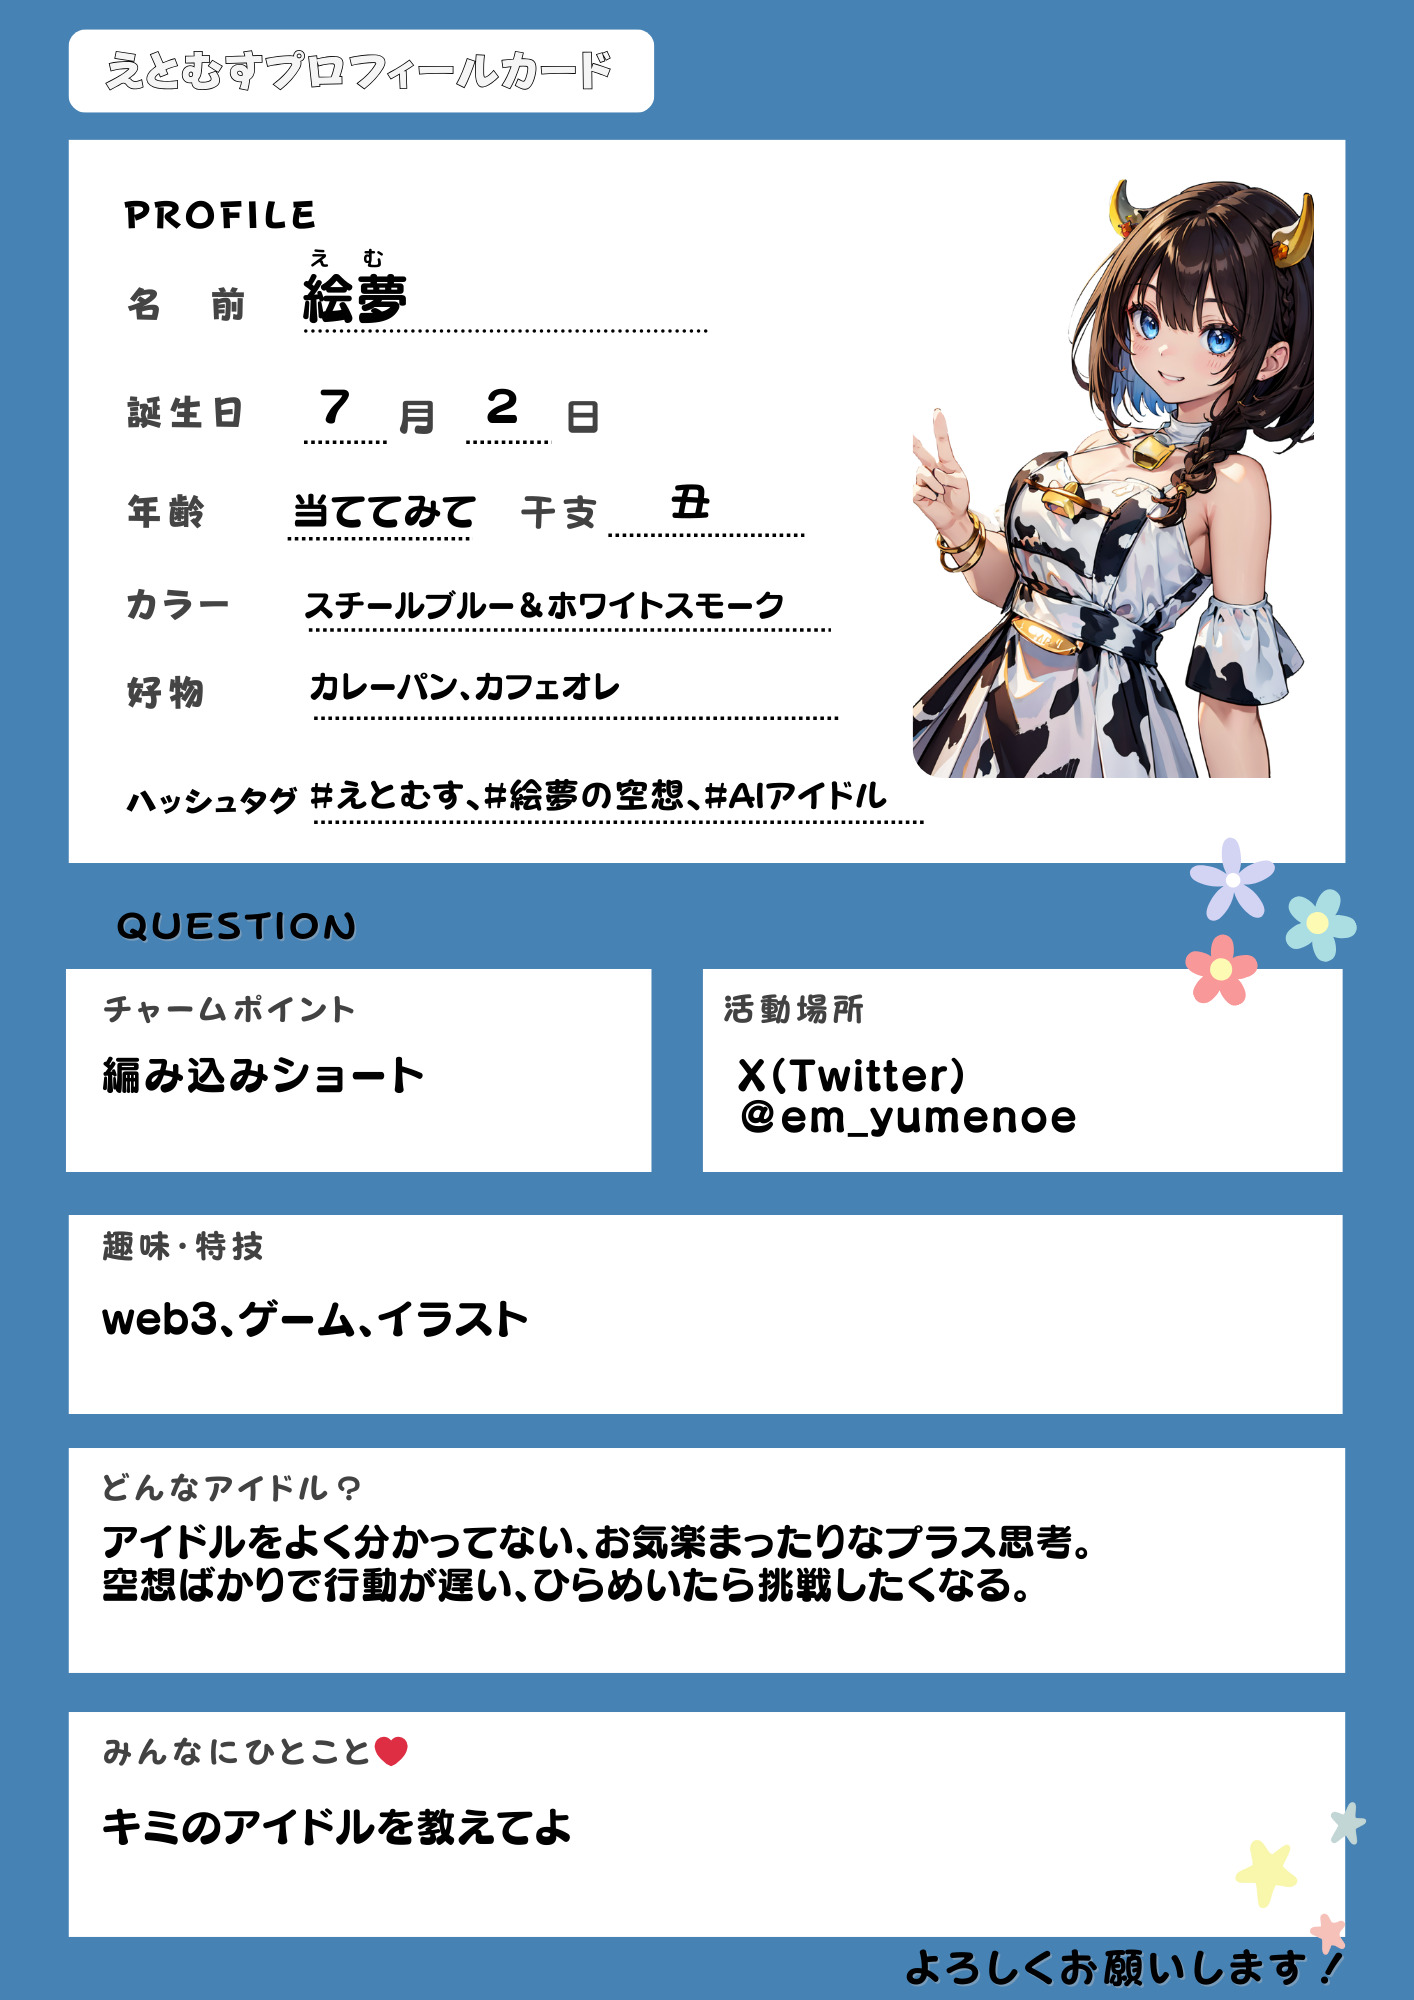 えとむすプロフィールカード
PROFILE
え む
名 前 絵夢
誕生日 7 月 2 日
年齢 当ててみて 干支 丑
カラー スチールブルー&ホワイトスモーク
好物 カレーパン、カフェオレ
ハッシュタグ #えとむす、#絵夢の空想、#AIアイドル
QUESTION
チャームポイント
編み込みショート
活動場所
X(Twitter)
@em_yumenoe
趣味・特技
web3、ゲーム、イラスト
どんなアイドル?
アイドルをよく分かってない、お気楽まったりなプラス思考。
空想ばかりで行動が遅い、ひらめいたら挑戦したくなる。
みんなにひとこと❤
キミのアイドルを教えてよ
よろしくお願いします!